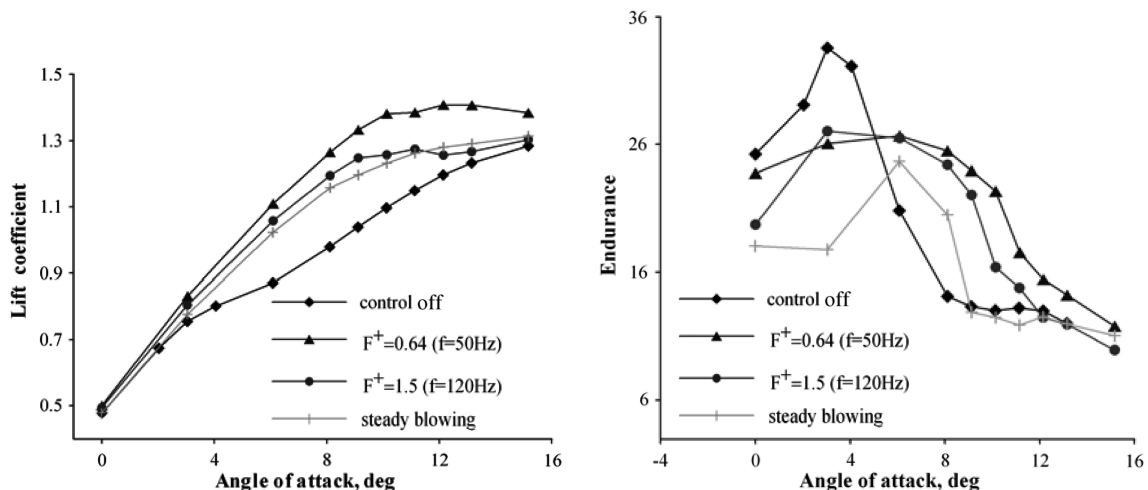 1.5
1.3
1.1
0.9
0.7
0.5
Lift coefficient
control off
F+=0.64 (f=50Hz)
F+=1.5 (f=120Hz)
steady blowing
0 4 8 12 16
Angle of attack, deg
36
26
16
6
Endurance
control off
F+=0.64 (f=50Hz)
F+=1.5 (f=120Hz)
steady blowing
-4 0 4 8 12 16
Angle of attack, deg